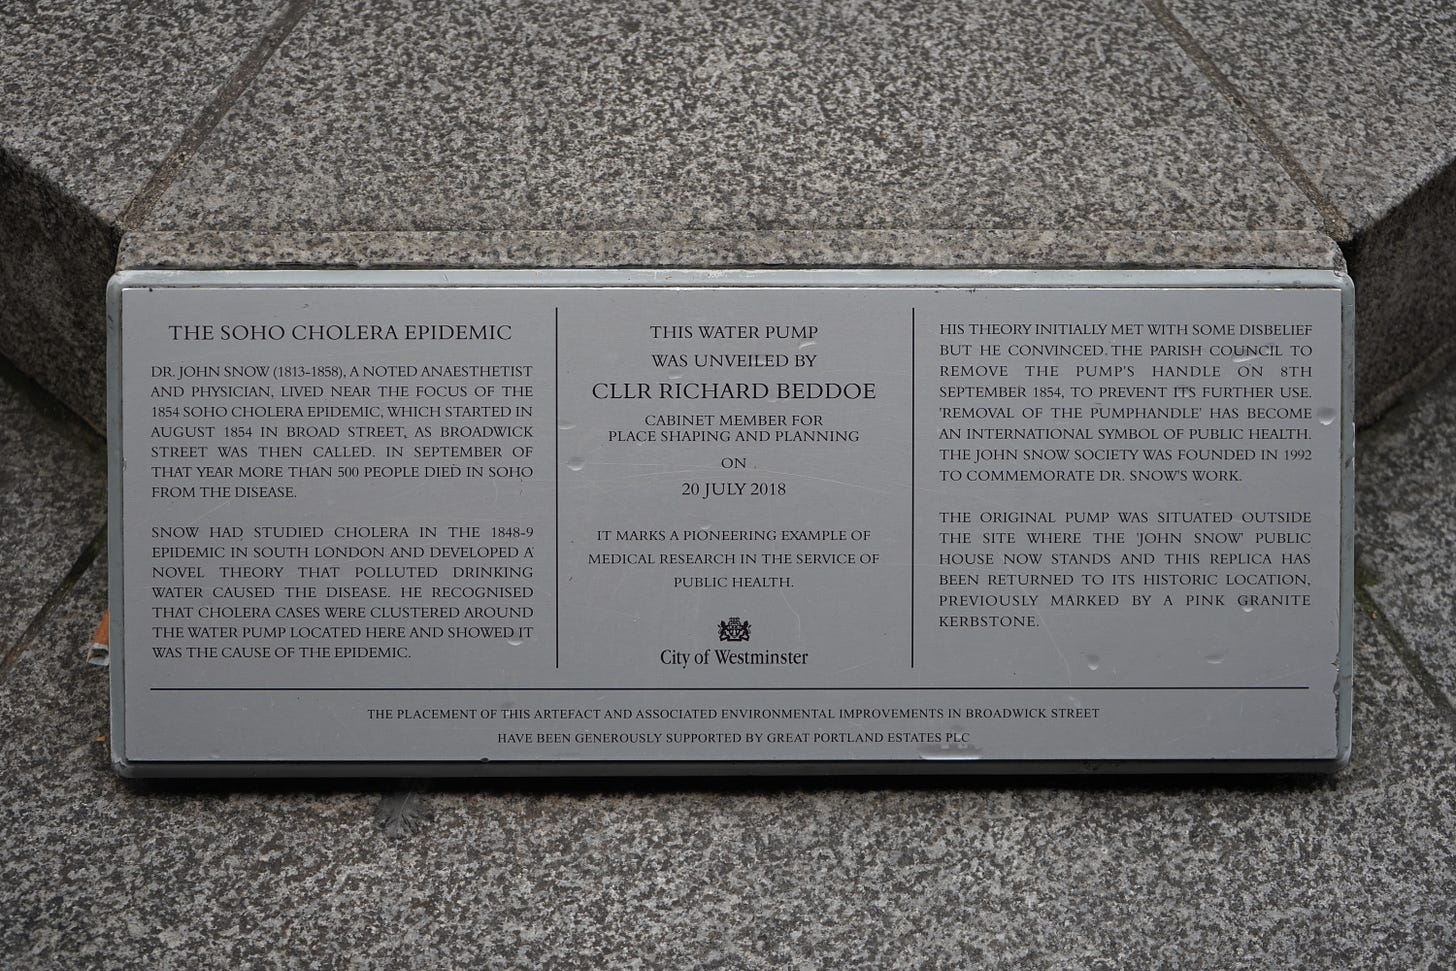 THE SOHO CHOLERA EPIDEMIC
DR. JOHN SNOW (1813-1858), A NOTED ANAESTHETIST
AND PHYSICIAN, LIVED NEAR THE FOCUS OF THE
1854 SOHO CHOLERA EPIDEMIC, WHICH STARTED IN
AUGUST 1854 IN BROAD STREET, AS BROADWICK
STREET WAS THEN CALLED. IN SEPTEMBER OF
THAT YEAR MORE THAN 500 PEOPLE DIED IN SOHO
FROM THE DISEASE.
SNOW HAD STUDIED CHOLERA IN THE 1848-9
EPIDEMIC IN SOUTH LONDON AND DEVELOPED A
NOVEL THEORY THAT POLLUTED DRINKING
WATER CAUSED THE DISEASE. HE RECOGNISED
THAT CHOLERA CASES WERE CLUSTERED AROUND
THE WATER PUMP LOCATED HERE AND SHOWED IT
WAS THE CAUSE OF THE EPIDEMIC.
THIS WATER PUMP
WAS UNVEILED BY
CLLR RICHARD BEDDOE
CABINET MEMBER FOR
PLACE SHAPING AND PLANNING
ON
20 JULY 2018
IT MARKS A PIONEERING EXAMPLE OF
MEDICAL RESEARCH IN THE SERVICE OF
PUBLIC HEALTH.
City of Westminster
HIS THEORY INITIALLY MET WITH SOME DISBELIEF
BUT HE CONVINCED THE PARISH COUNCIL TO
REMOVE THE PUMP'S HANDLE ON 8TH
SEPTEMBER 1854, TO PREVENT ITS FURTHER USE.
'REMOVAL OF THE PUMPHANDLE' HAS BECOME
AN INTERNATIONAL SYMBOL OF PUBLIC HEALTH.
THE JOHN SNOW SOCIETY WAS FOUNDED IN 1992
TO COMMEMORATE DR. SNOW'S WORK.
THE ORIGINAL PUMP WAS SITUATED OUTSIDE
THE SITE WHERE THE 'JOHN SNOW' PUBLIC
HOUSE NOW STANDS AND THIS REPLICA HAS
BEEN RETURNED TO ITS HISTORIC LOCATION,
PREVIOUSLY MARKED BY A PINK GRANITE
KERBSTONE.
THE PLACEMENT OF THIS ARTEFACT AND ASSOCIATED ENVIRONMENTAL IMPROVEMENTS IN BROADWICK STREET
HAVE BEEN GENEROUSLY SUPPORTED BY GREAT PORTLAND ESTATES PLC